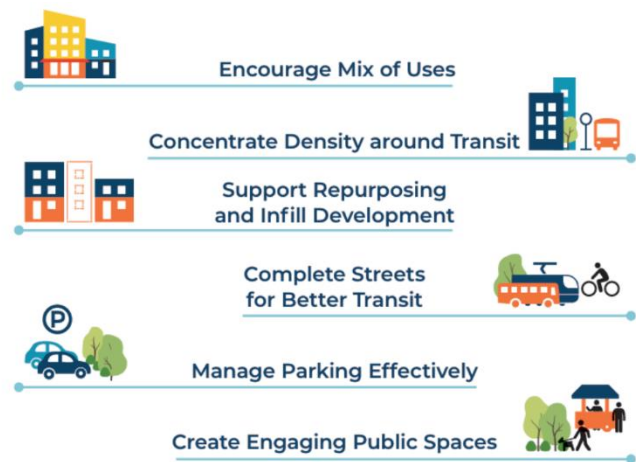 Encourage Mix of Uses
Concentrate Density around Transit
Support Repurposing
and Infill Development
Complete Streets
for Better Transit
P
Manage Parking Effectively
Create Engaging Public Spaces